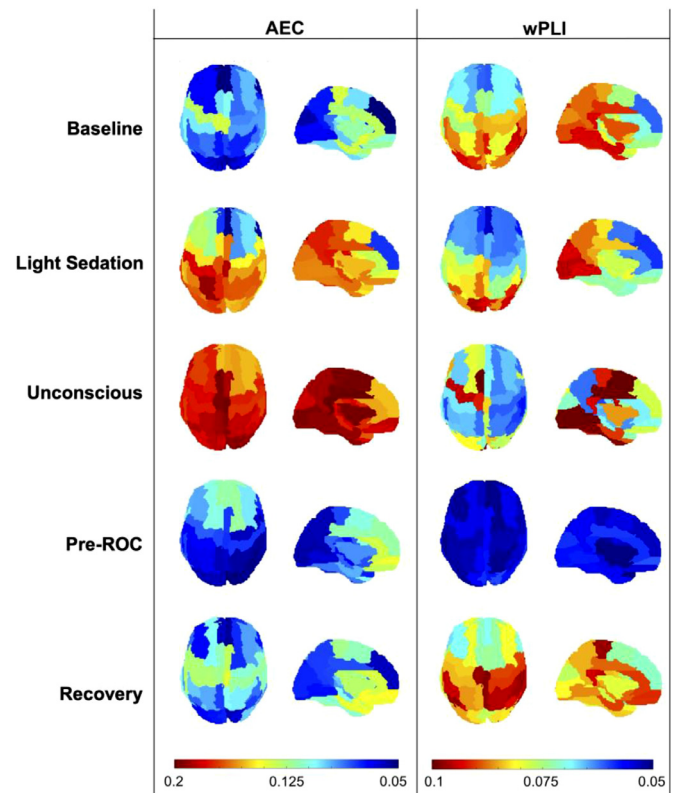 AEC wPLI
Baseline
Light Sedation
Unconscious
Pre-ROC
Recovery
0.2 0.125 0.05 0.1 0.075 0.05